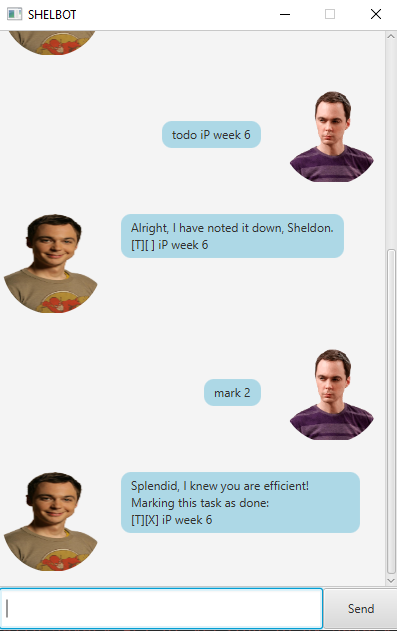 SHELBOT
todo iP week 6
Alright, I have noted it down, Sheldon.
[T][ ] iP week 6
mark 2
Splendid, I knew you are efficient!
Marking this task as done:
[T][X] iP week 6
Send